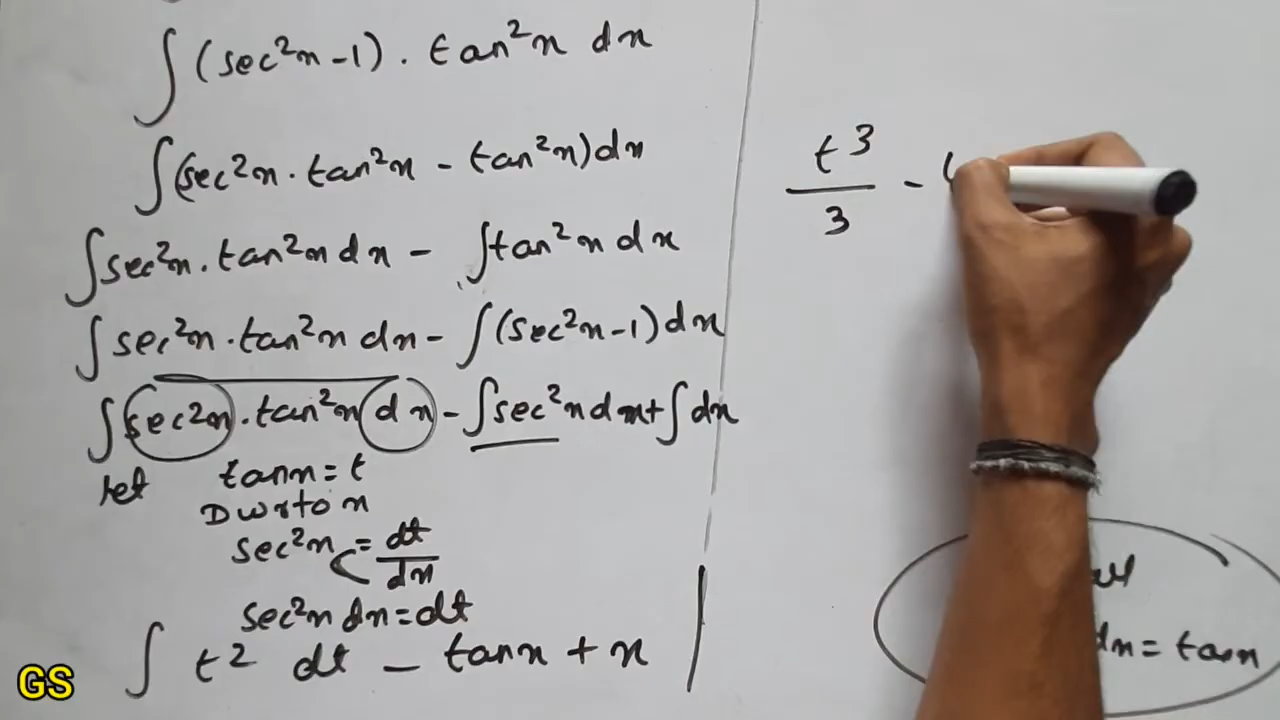 ∫(sec²x-1).tan²x dx
∫(sec²x.tan²x - tan²x)dx
∫sec²x.tan²x dx - ∫tan²x dx
∫sec²x.tan²x dx - ∫(sec²x-1)dx
∫sec²x.tan²x dx - ∫sec²x dx + ∫dx
let tanx = t
D w r to x
sec²x = dt/dx
sec²x dx = dt
∫ t² dt - tanx + x
t³/3 -
dx = tanx
GS